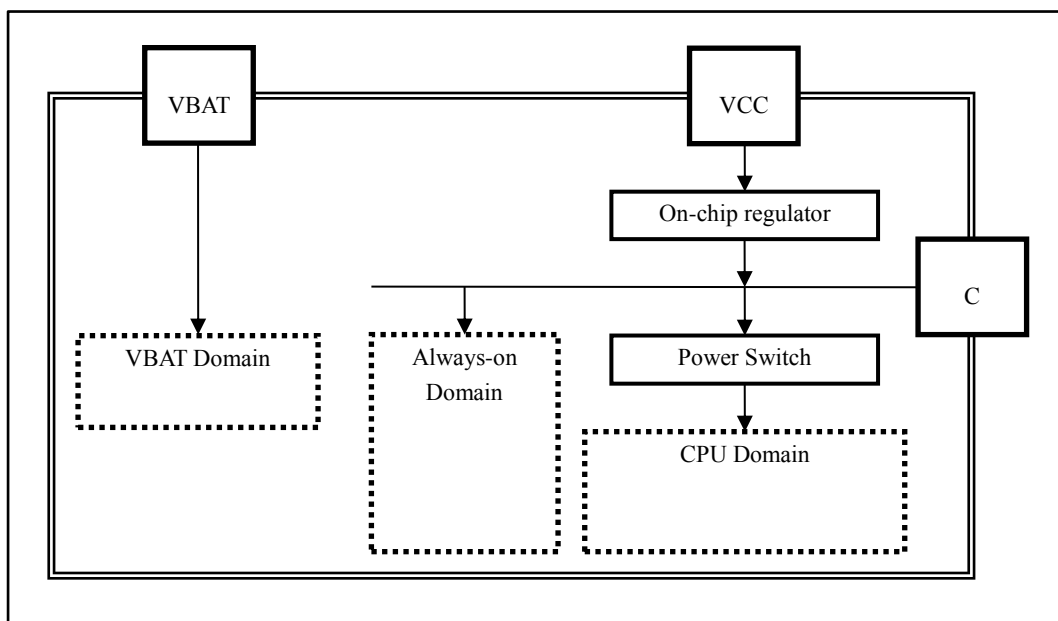 VBAT
VCC
On-chip regulator
C
VBAT Domain
Always-on
Domain
Power Switch
CPU Domain